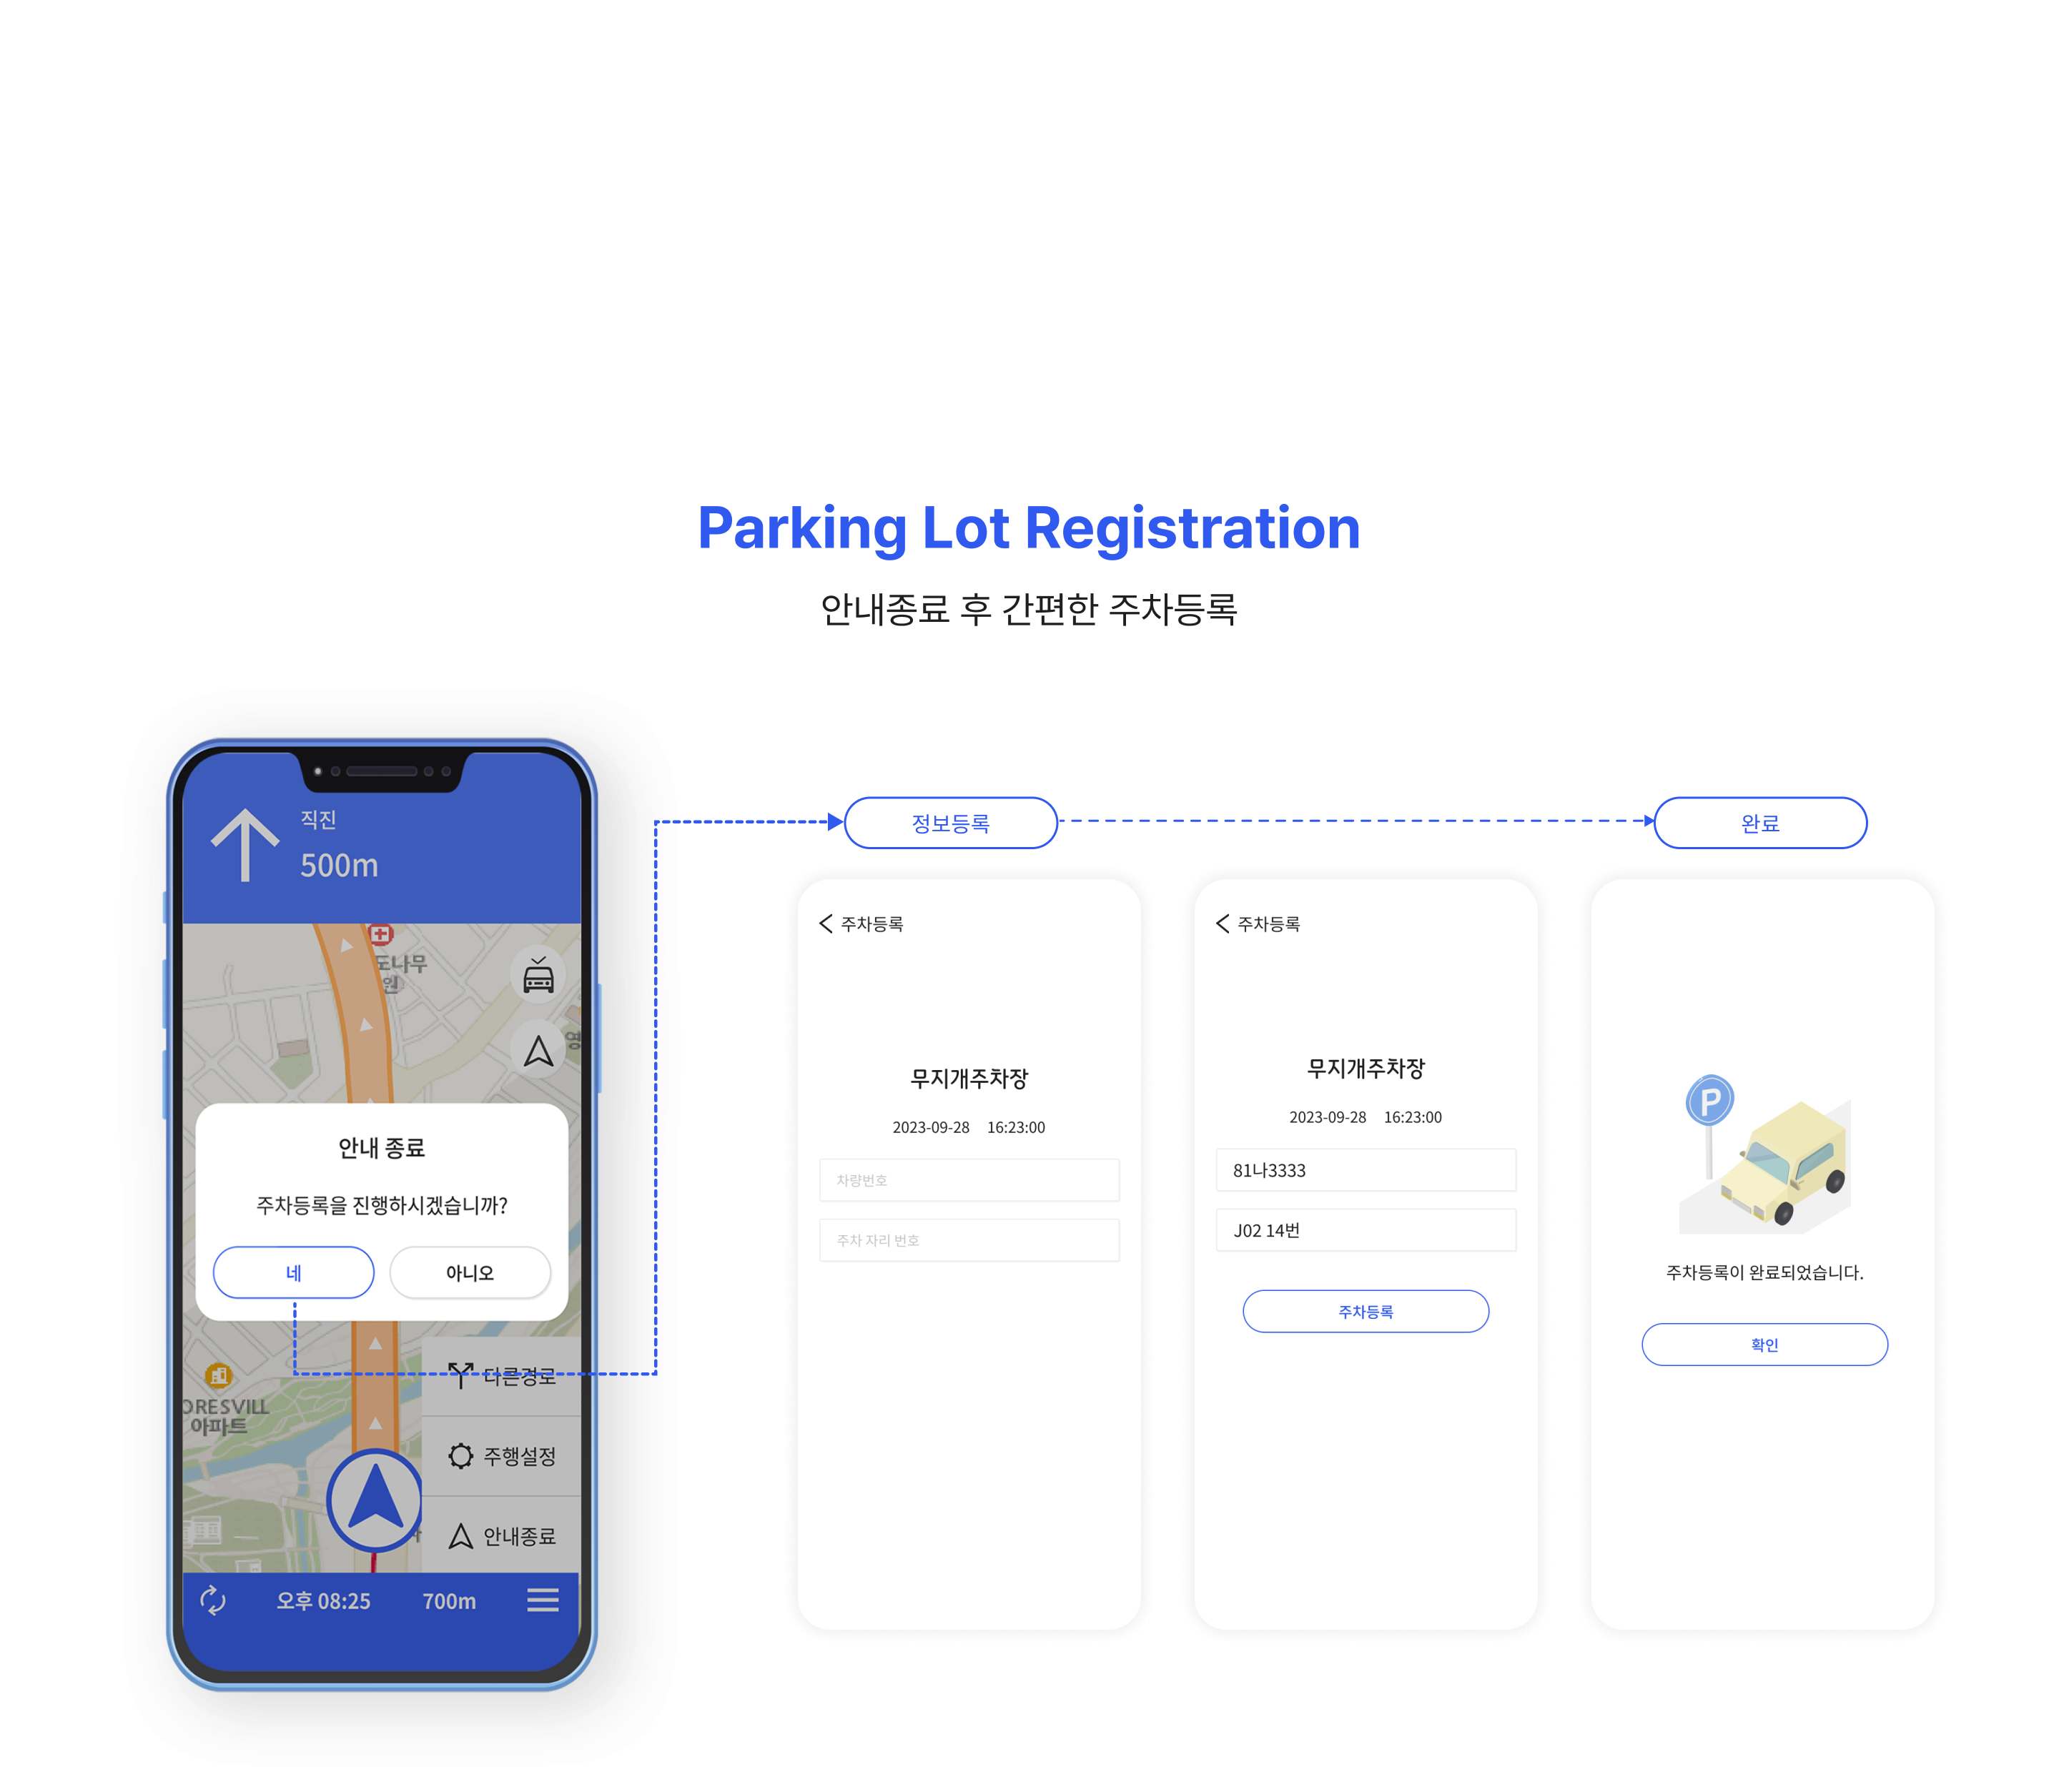 Parking Lot Registration
안내종료 후 간편한 주차등록
직진
500m
도나무
원
안내 종료
주차등록을 진행하시겠습니까?
네
아니오
다른경로
ORESVILL
아파트
주행설정
안내종료
오후 08:25
700m
정보등록
완료
주차등록
무지개주차장
2023-09-28 16:23:00
차량번호
주차 자리 번호
주차등록
무지개주차장
2023-09-28 16:23:00
81나3333
J02 14번
주차등록
P
주차등록이 완료되었습니다.
확인